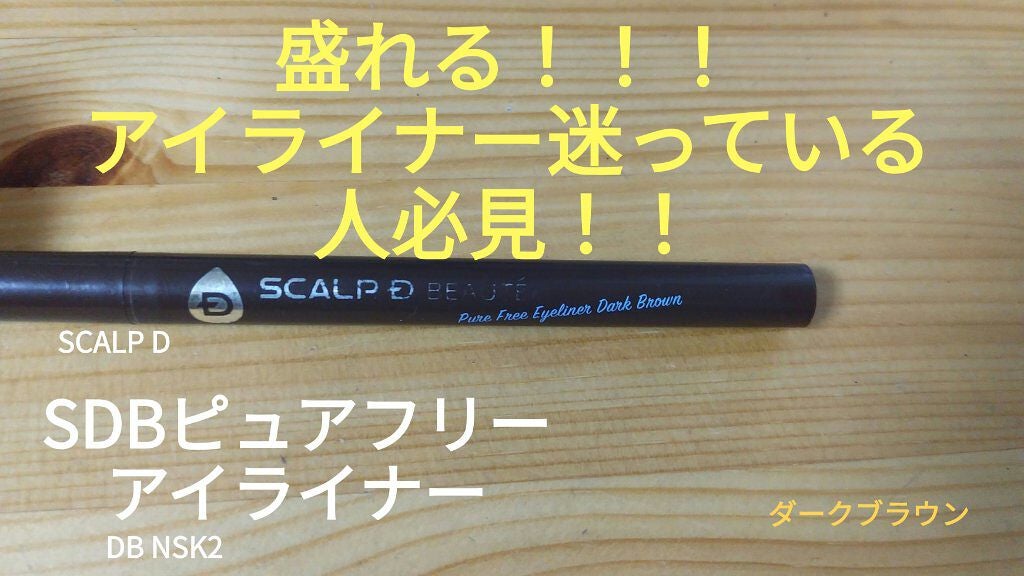 盛れる！！！
アイライナー迷っている
人必見！！
SCALP D BEAUTÉ
Pure Free Eyeliner Dark Brown
SCALP D
SDBピュアフリー
アイライナー
DB NSK2
ダークブラウン